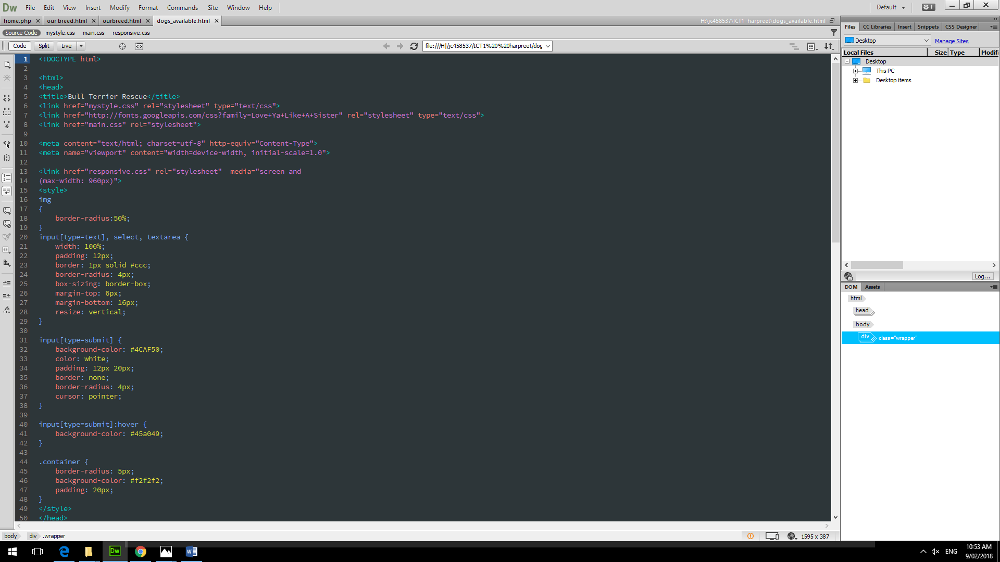 Dw File Edit View Insert Modify Format Commands Site Window Help Default
home.php our breed.html ourbreed.html dogs_available.html H:\jc458537\ICT1 harpreet\dogs_available.html
Source Code mystyle.css main.css responsive.css
Code Split Live file:///H|/jc458537/ICT1%20%20harpreet/dog
1 <!DOCTYPE html>
2
3 <html>
4 <head>
5 <title>Bull Terrier Rescue</title>
6 <link href="mystyle.css" rel="stylesheet" type="text/css">
7 <link href="http://fonts.googleapis.com/css?family=Love+Ya+Like+A+Sister" rel="stylesheet" type="text/css">
8 <link href="main.css" rel="stylesheet">
9
10 <meta content="text/html; charset=utf-8" http-equiv="Content-Type">
11 <meta name="viewport" content="width=device-width, initial-scale=1.0">
12
13 <link href="responsive.css" rel="stylesheet"  media="screen and
14 (max-width: 960px)">
15 <style>
16 img
17 {
18     border-radius:50%;
19 }
20 input[type=text], select, textarea {
21     width: 100%;
22     padding: 12px;
23     border: 1px solid #ccc;
24     border-radius: 4px;
25     box-sizing: border-box;
26     margin-top: 6px;
27     margin-bottom: 16px;
28     resize: vertical;
29 }
30
31 input[type=submit] {
32     background-color: #4CAF50;
33     color: white;
34     padding: 12px 20px;
35     border: none;
36     border-radius: 4px;
37     cursor: pointer;
38 }
39
40 input[type=submit]:hover {
41     background-color: #45a049;
42 }
43
44 .container {
45     border-radius: 5px;
46     background-color: #f2f2f2;
47     padding: 20px;
48 }
49 </style>
50 </head>
body div .wrapper 1595 x 387
Files CC Libraries Insert Snippets CSS Designer
Desktop Manage Sites
Local Files Size Type Modifi
Desktop
This PC
Desktop items
Log...
DOM Assets
html
head
body
div class="wrapper"
Dw ENG 10:53 AM
9/02/2018